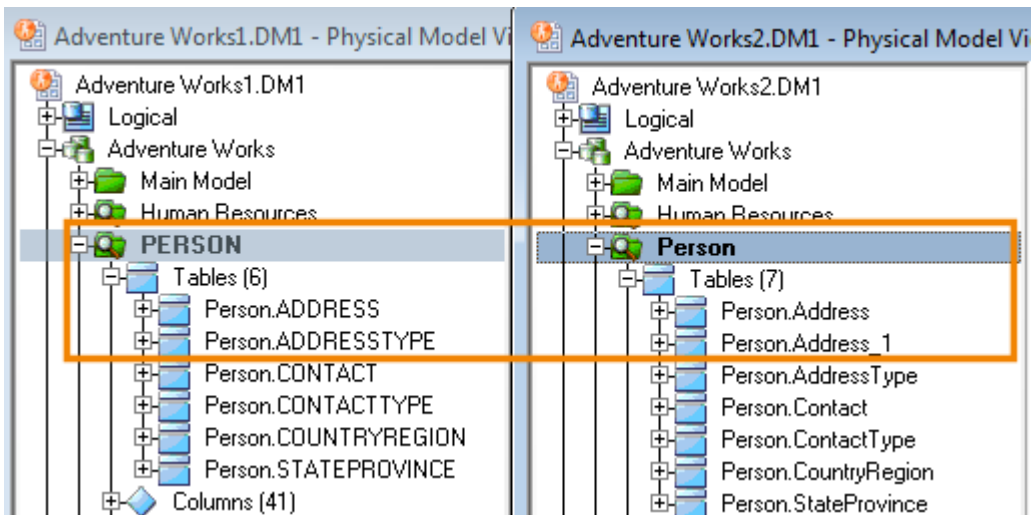 Adventure Works1.DM1 - Physical Model Vi
Adventure Works1.DM1
Logical
Adventure Works
Main Model
Human Resources
PERSON
Tables (6)
Person.ADDRESS
Person.ADDRESSTYPE
Person.CONTACT
Person.CONTACTTYPE
Person.COUNTRYREGION
Person.STATEPROVINCE
Columns (41)
Adventure Works2.DM1 - Physical Model Vi
Adventure Works2.DM1
Logical
Adventure Works
Main Model
Human Resources
Person
Tables (7)
Person.Address
Person.Address_1
Person.AddressType
Person.Contact
Person.ContactType
Person.CountryRegion
Person.StateProvince